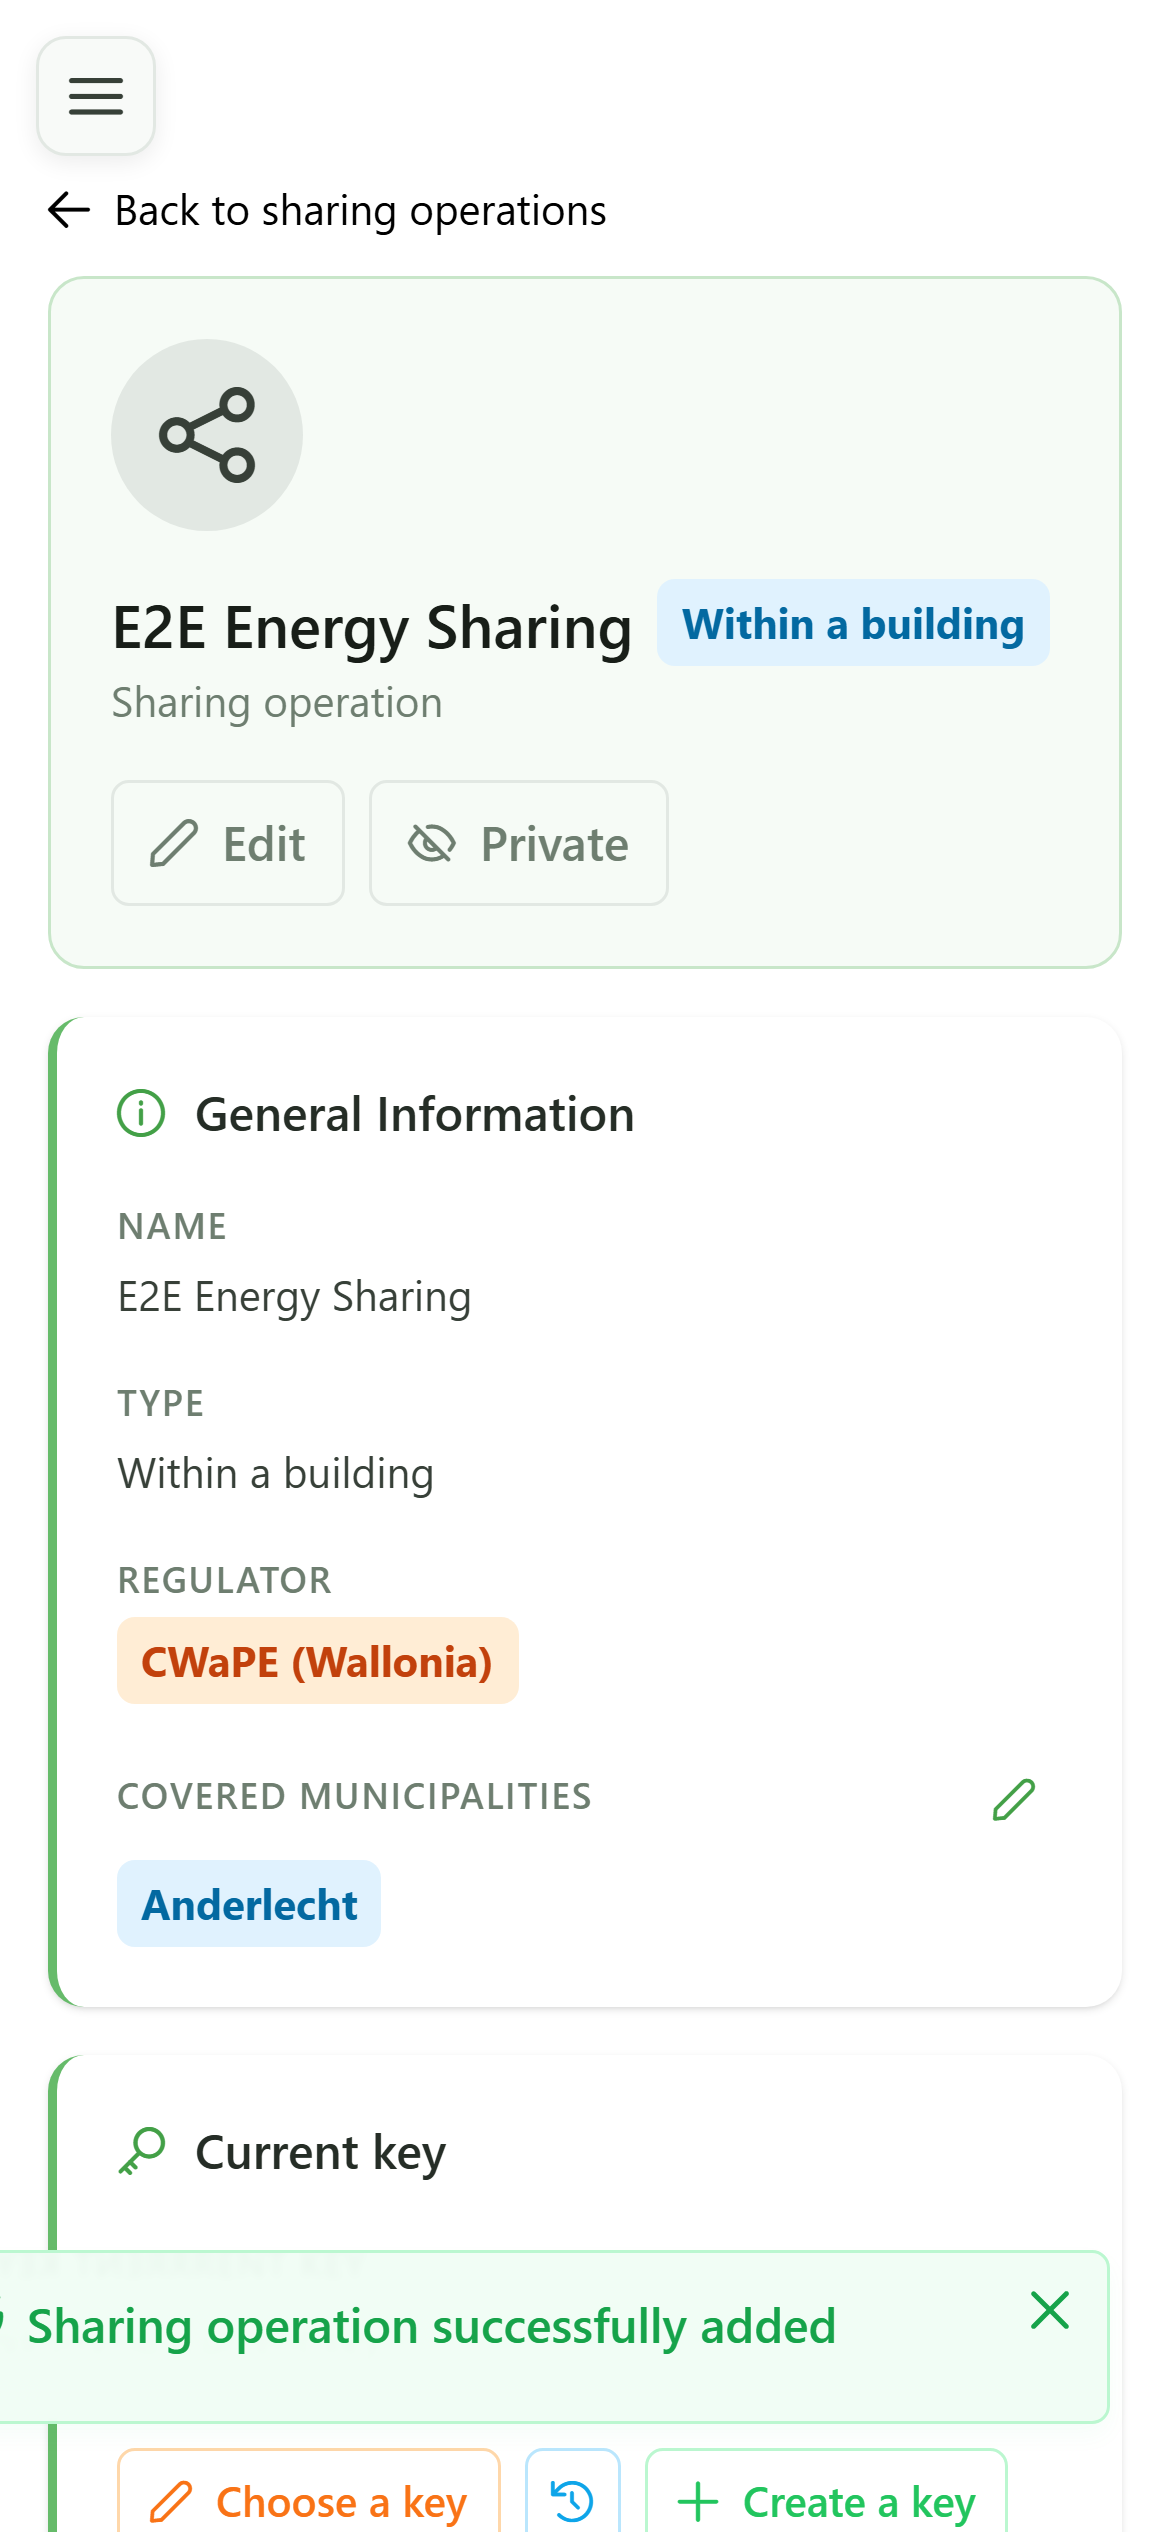 Back to sharing operations
E2E Energy Sharing
Within a building
Sharing operation
Edit
Private
General Information
NAME
E2E Energy Sharing
TYPE
Within a building
REGULATOR
CWaPE (Wallonia)
COVERED MUNICIPALITIES
Anderlecht
Current key
Sharing operation successfully added
Choose a key
Create a key